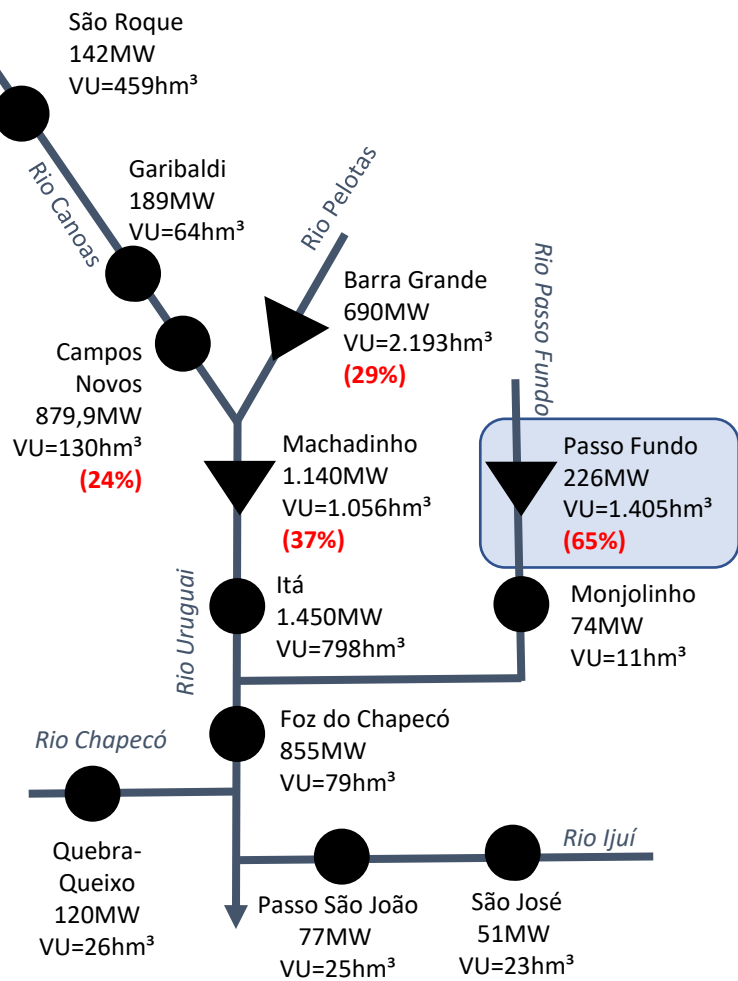 São Roque
142MW
VU=459hm³
Rio Canoas
Garibaldi
189MW
VU=64hm³
Rio Pelotas
Barra Grande
690MW
VU=2.193hm³
(29%)
Rio Passo Fundo
Campos
Novos
879,9MW
VU=130hm³
(24%)
Machadinho
1.140MW
VU=1.056hm³
(37%)
Passo Fundo
226MW
VU=1.405hm³
(65%)
Rio Uruguai
Itá
1.450MW
VU=798hm³
Monjolinho
74MW
VU=11hm³
Foz do Chapecó
855MW
VU=79hm³
Rio Chapecó
Quebra-
Queixo
120MW
VU=26hm³
Rio Ijuí
Passo São João
77MW
VU=25hm³
São José
51MW
VU=23hm³